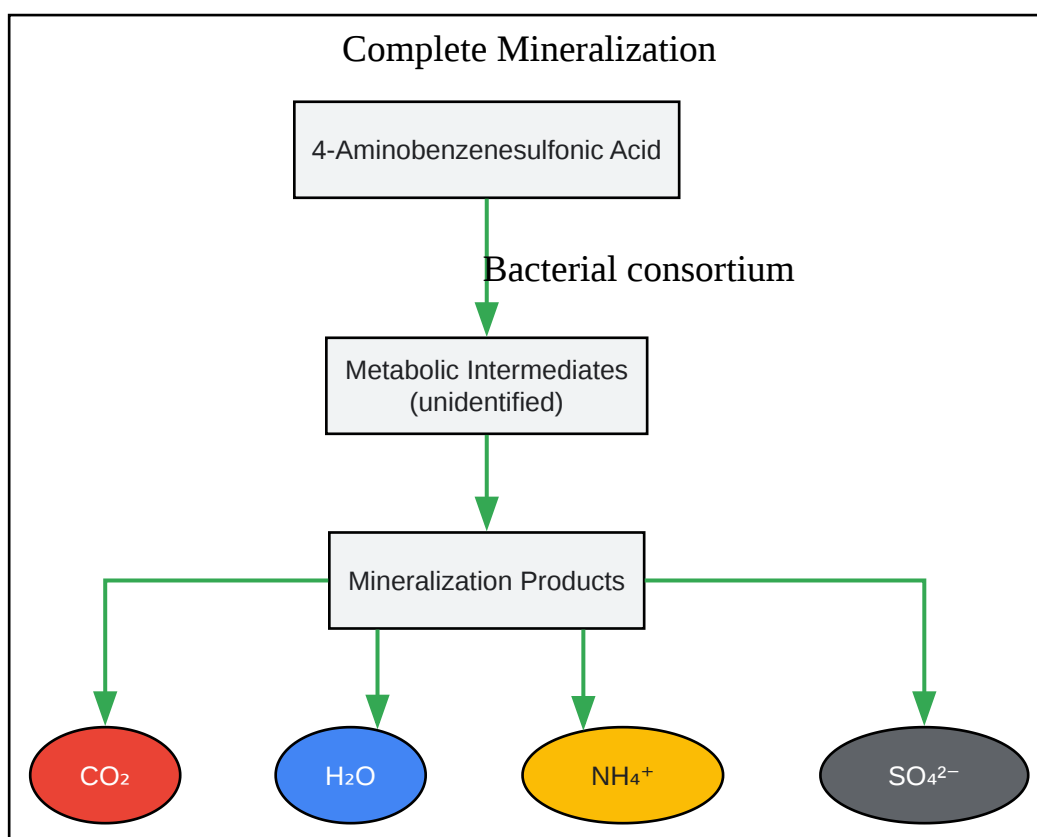 Complete Mineralization
4-Aminobenzenesulfonic Acid
Bacterial consortium
Metabolic Intermediates
(unidentified)
Mineralization Products
CO₂
H₂O
NH₄⁺
SO₄²⁻